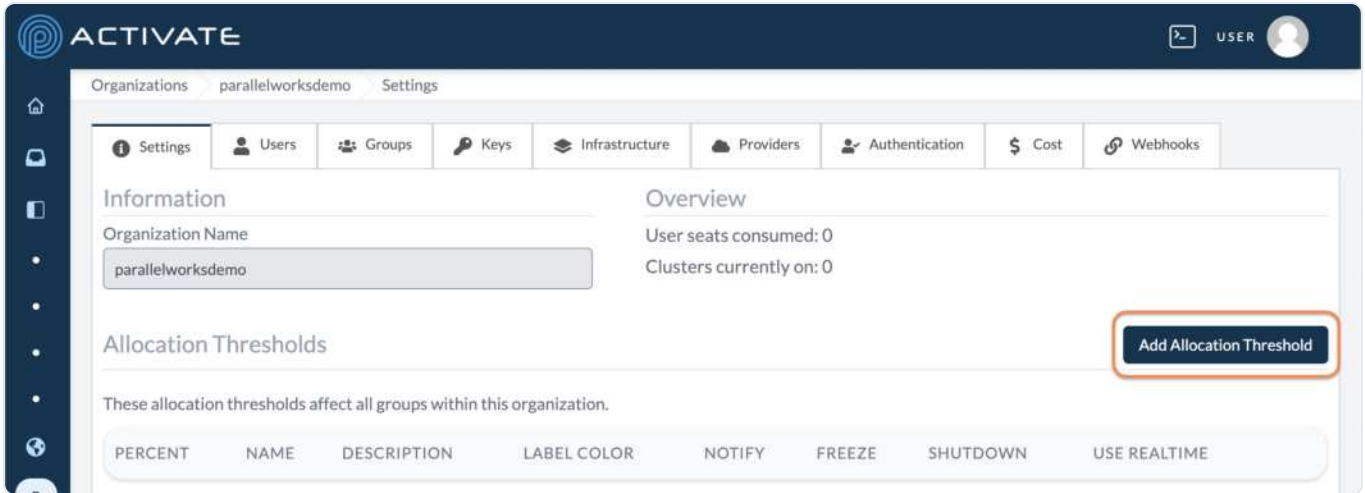 ACTIVATE
USER
Organizations parallelworksdemo Settings
Settings Users Groups Keys Infrastructure Providers Authentication $ Cost Webhooks
Information
Overview
Organization Name
User seats consumed: 0
parallelworksdemo
Clusters currently on: 0
Allocation Thresholds
Add Allocation Threshold
These allocation thresholds affect all groups within this organization.
PERCENT NAME DESCRIPTION LABEL COLOR NOTIFY FREEZE SHUTDOWN USE REALTIME